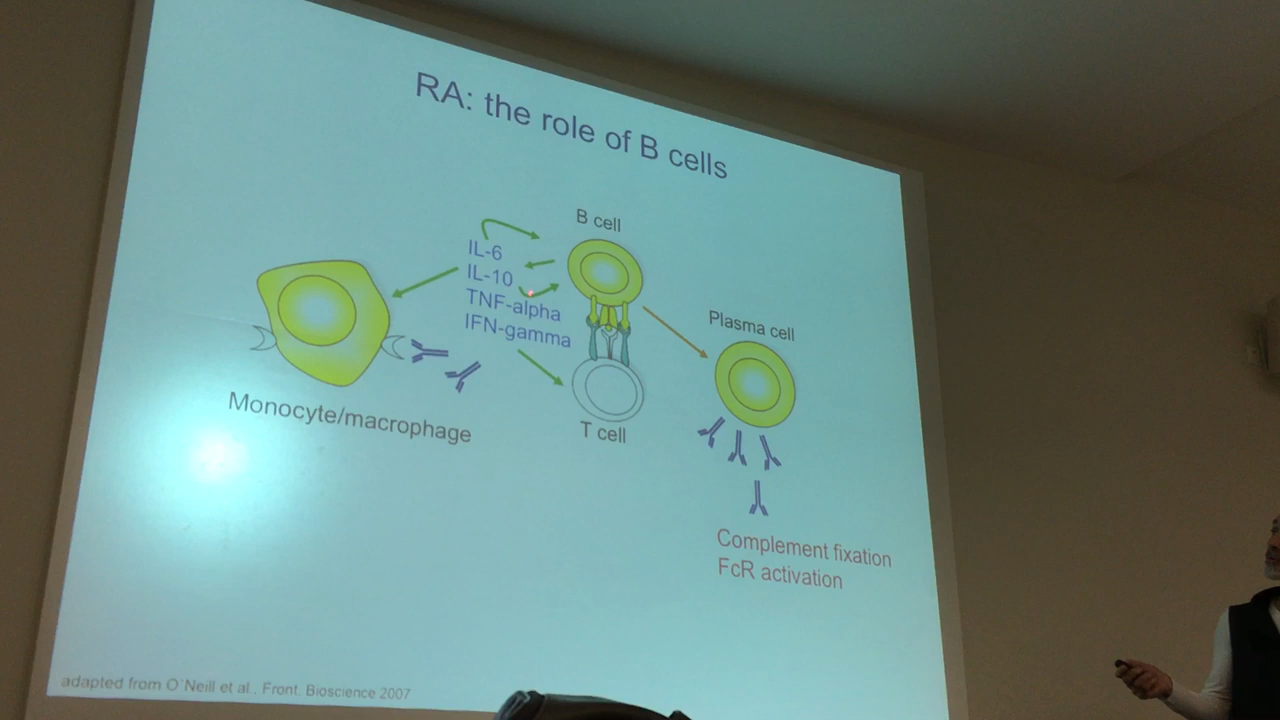 RA: the role of B cells
B cell
IL-6
IL-10
TNF-alpha
IFN-gamma
Plasma cell
Monocyte/macrophage
T cell
Complement fixation
FcR activation
adapted from O`Neill et al., Front. Bioscience 2007